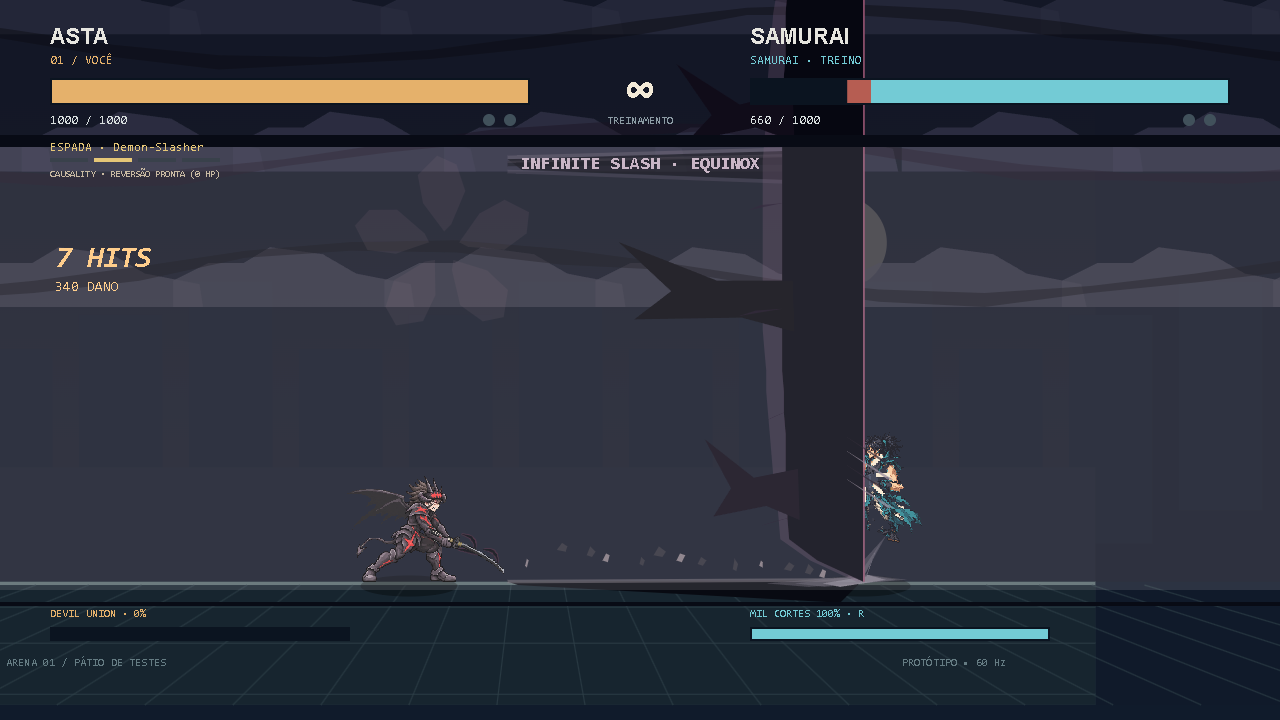 ASTA
01 / VOCÊ
1000 / 1000
ESPADA · Demon-Slasher
CAUSALITY · REVERSÃO PRONTA (0 HP)
7 HITS
340 DANO
∞
TREINAMENTO
INFINITE SLASH · EQUINOX
SAMURAI
SAMURAI · TREINO
660 / 1000
DEVIL UNION · 0%
MIL CORTES 100% · R
ARENA 01 / PÁTIO DE TESTES
PROTÓTIPO • 60 Hz